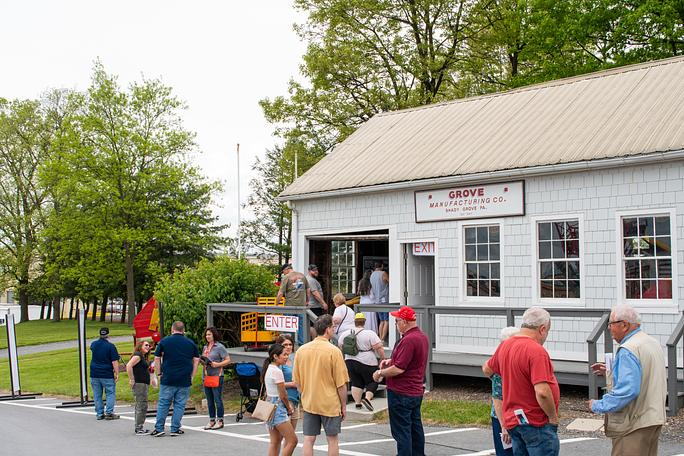 GROVE
MANUFACTURING CO.
SHADY GROVE PA.
EXIT
ENTER